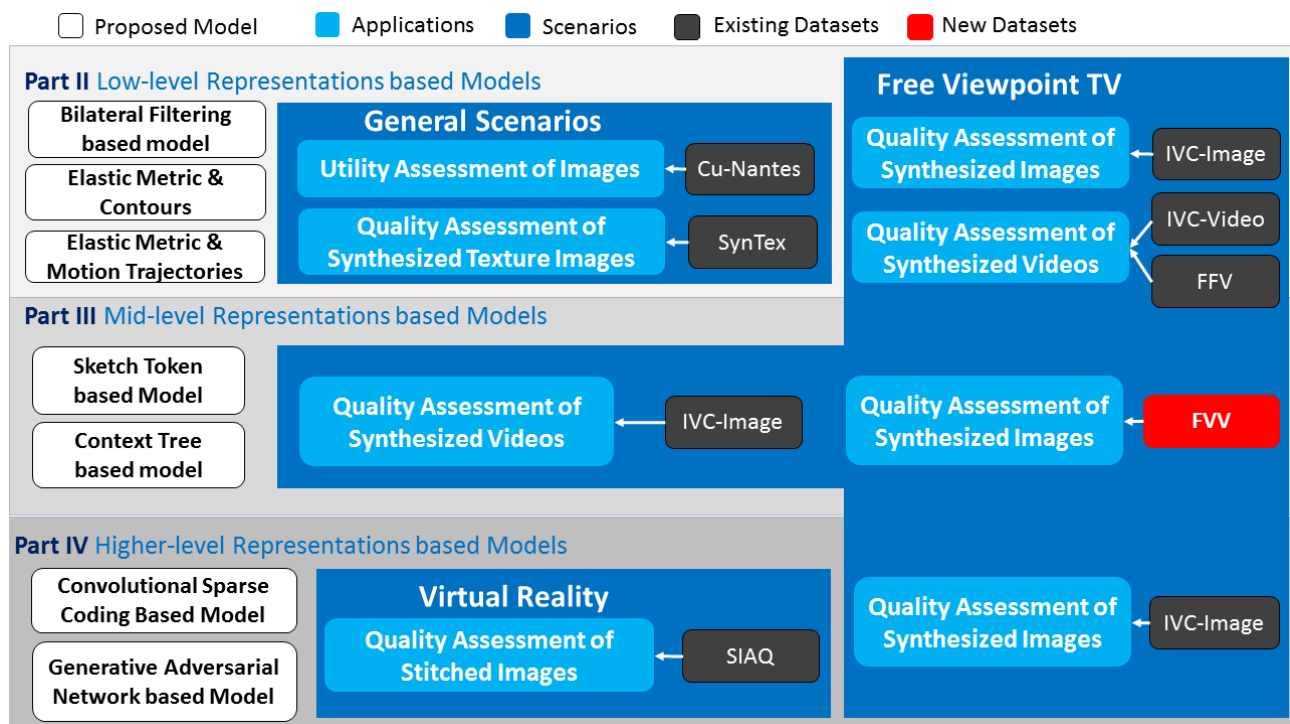 Proposed Model
Applications
Scenarios
Existing Datasets
New Datasets
Part II Low-level Representations based Models
Bilateral Filtering
based model
Elastic Metric &
Contours
Elastic Metric &
Motion Trajectories
General Scenarios
Utility Assessment of Images
Cu-Nantes
Quality Assessment of
Synthesized Texture Images
SynTex
Free Viewpoint TV
Quality Assessment of
Synthesized Images
IVC-Image
Quality Assessment of
Synthesized Videos
IVC-Video
FFV
Part III Mid-level Representations based Models
Sketch Token
based Model
Context Tree
based model
Quality Assessment of
Synthesized Videos
IVC-Image
Quality Assessment of
Synthesized Images
FVV
Part IV Higher-level Representations based Models
Convolutional Sparse
Coding Based Model
Generative Adversarial
Network based Model
Virtual Reality
Quality Assessment of
Stitched Images
SIAQ
Quality Assessment of
Synthesized Images
IVC-Image